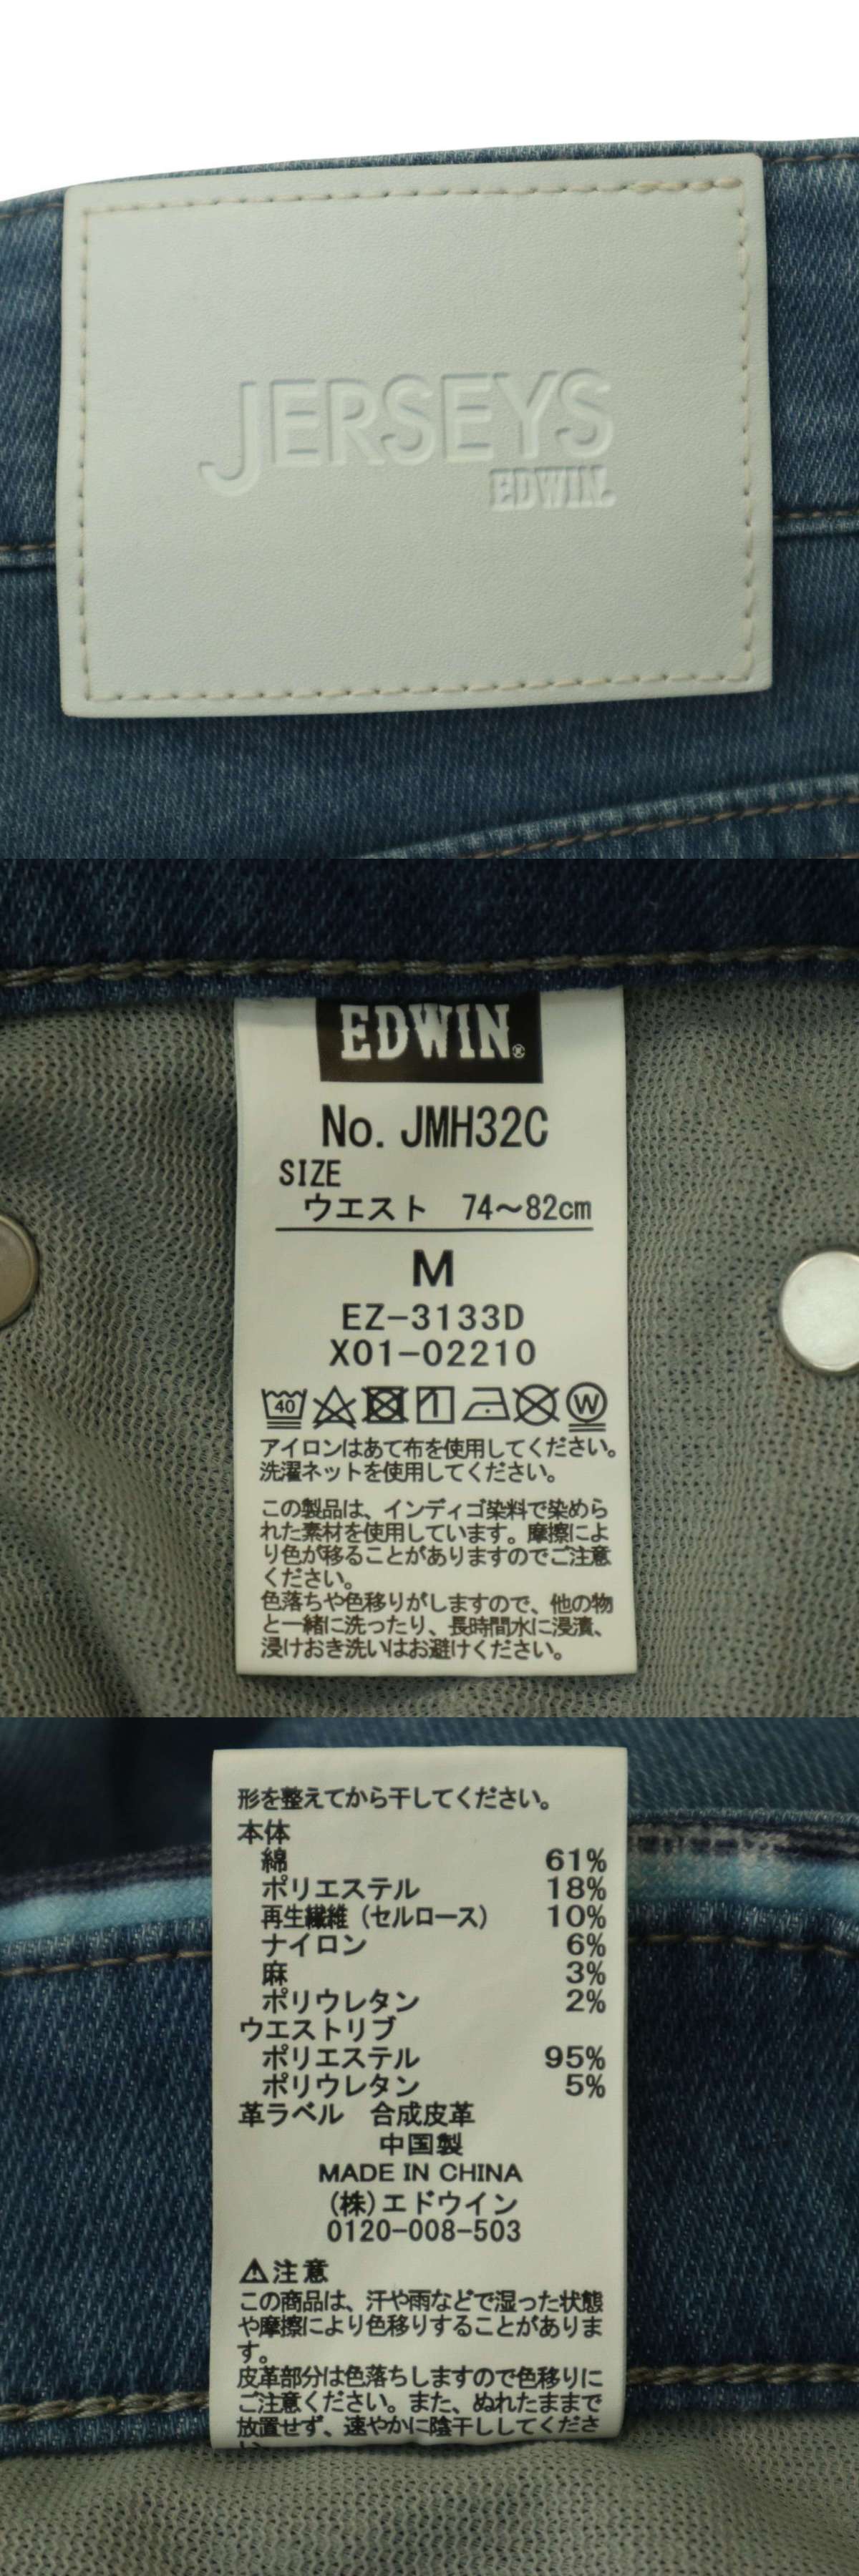 JERSEYS
EDWIN.
EDWIN®
No. JMH32C
SIZE
ウエスト 74～82cm
M
EZ-3133D
X01-02210
40 W
アイロンはあて布を使用してください。
洗濯ネットを使用してください。
この製品は、インディゴ染料で染めら
れた素材を使用しています。摩擦によ
り色が移ることがありますのでご注意
ください。
色落ちや色移りがしますので、他の物
と一緒に洗ったり、長時間水に浸漬、
浸けおき洗いはお避けください。
形を整えてから干してください。
本体
綿 61%
ポリエステル 18%
再生繊維（セルロース） 10%
ナイロン 6%
麻 3%
ポリウレタン 2%
ウエストリブ
ポリエステル 95%
ポリウレタン 5%
革ラベル 合成皮革
中国製
MADE IN CHINA
(株)エドウイン
0120-008-503
⚠注意
この商品は、汗や雨などで湿った状態
や摩擦により色移りすることがありま
す。
皮革部分は色落ちしますので色移りに
ご注意ください。また、ぬれたままで
放置せず、速やかに陰干ししてくださ